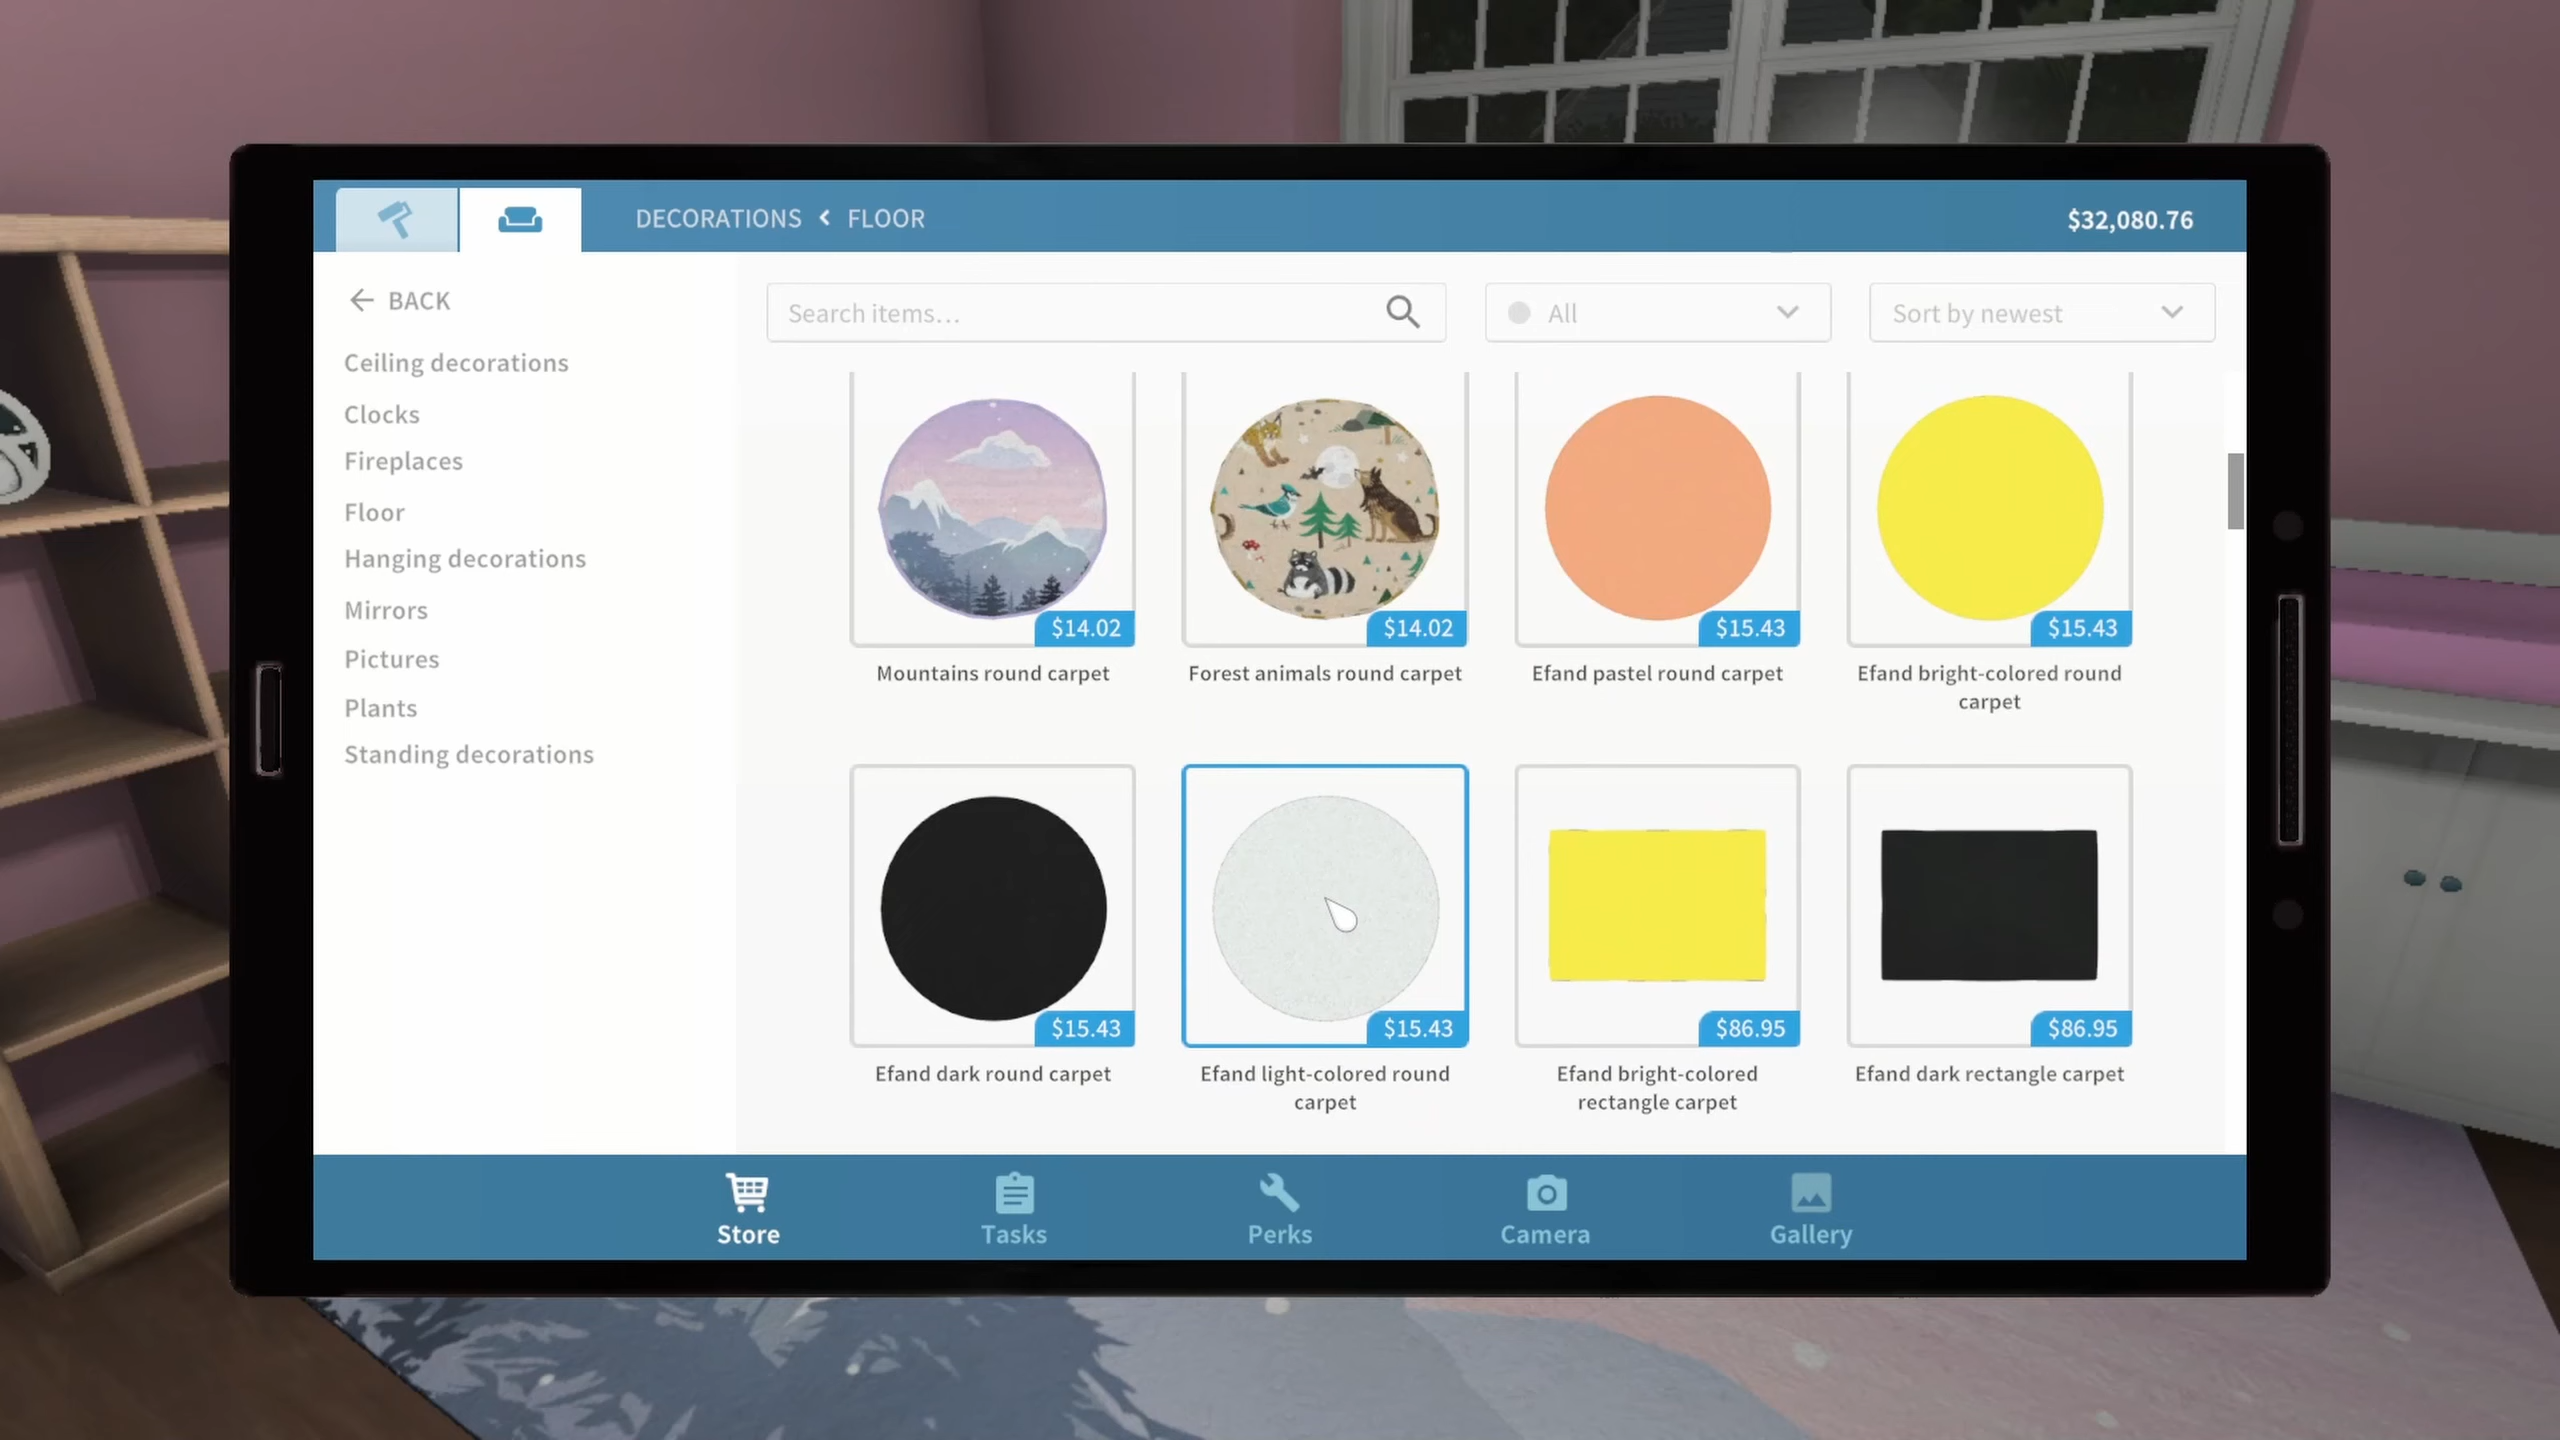 DECORATIONS < FLOOR
$32,080.76
BACK
Ceiling decorations
Clocks
Fireplaces
Floor
Hanging decorations
Mirrors
Pictures
Plants
Standing decorations
Search items...
All
Sort by newest
$14.02
$14.02
$15.43
$15.43
Mountains round carpet
Forest animals round carpet
Efand pastel round carpet
Efand bright-colored round
carpet
$15.43
$15.43
$86.95
$86.95
Efand dark round carpet
Efand light-colored round
carpet
Efand bright-colored
rectangle carpet
Efand dark rectangle carpet
Store
Tasks
Perks
Camera
Gallery